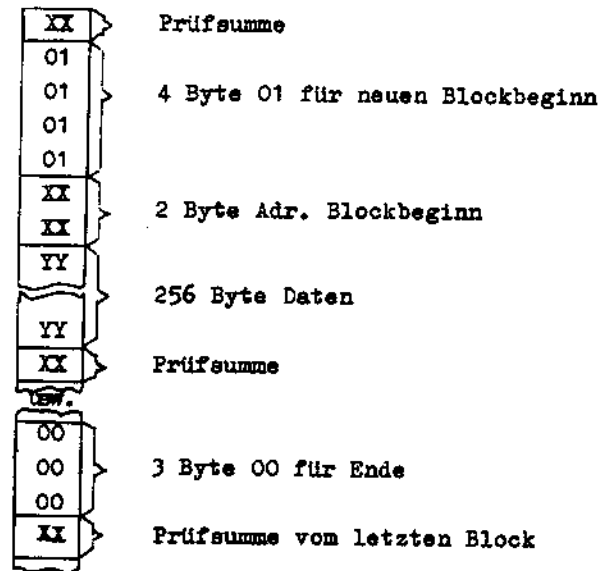 XX Prüfsumme
01
01 4 Byte 01 für neuen Blockbeginn
01
01
XX
XX 2 Byte Adr. Blockbeginn
YY
256 Byte Daten
YY
XX Prüfsumme
usw.
00
00 3 Byte 00 für Ende
00
XX Prüfsumme vom letzten Block